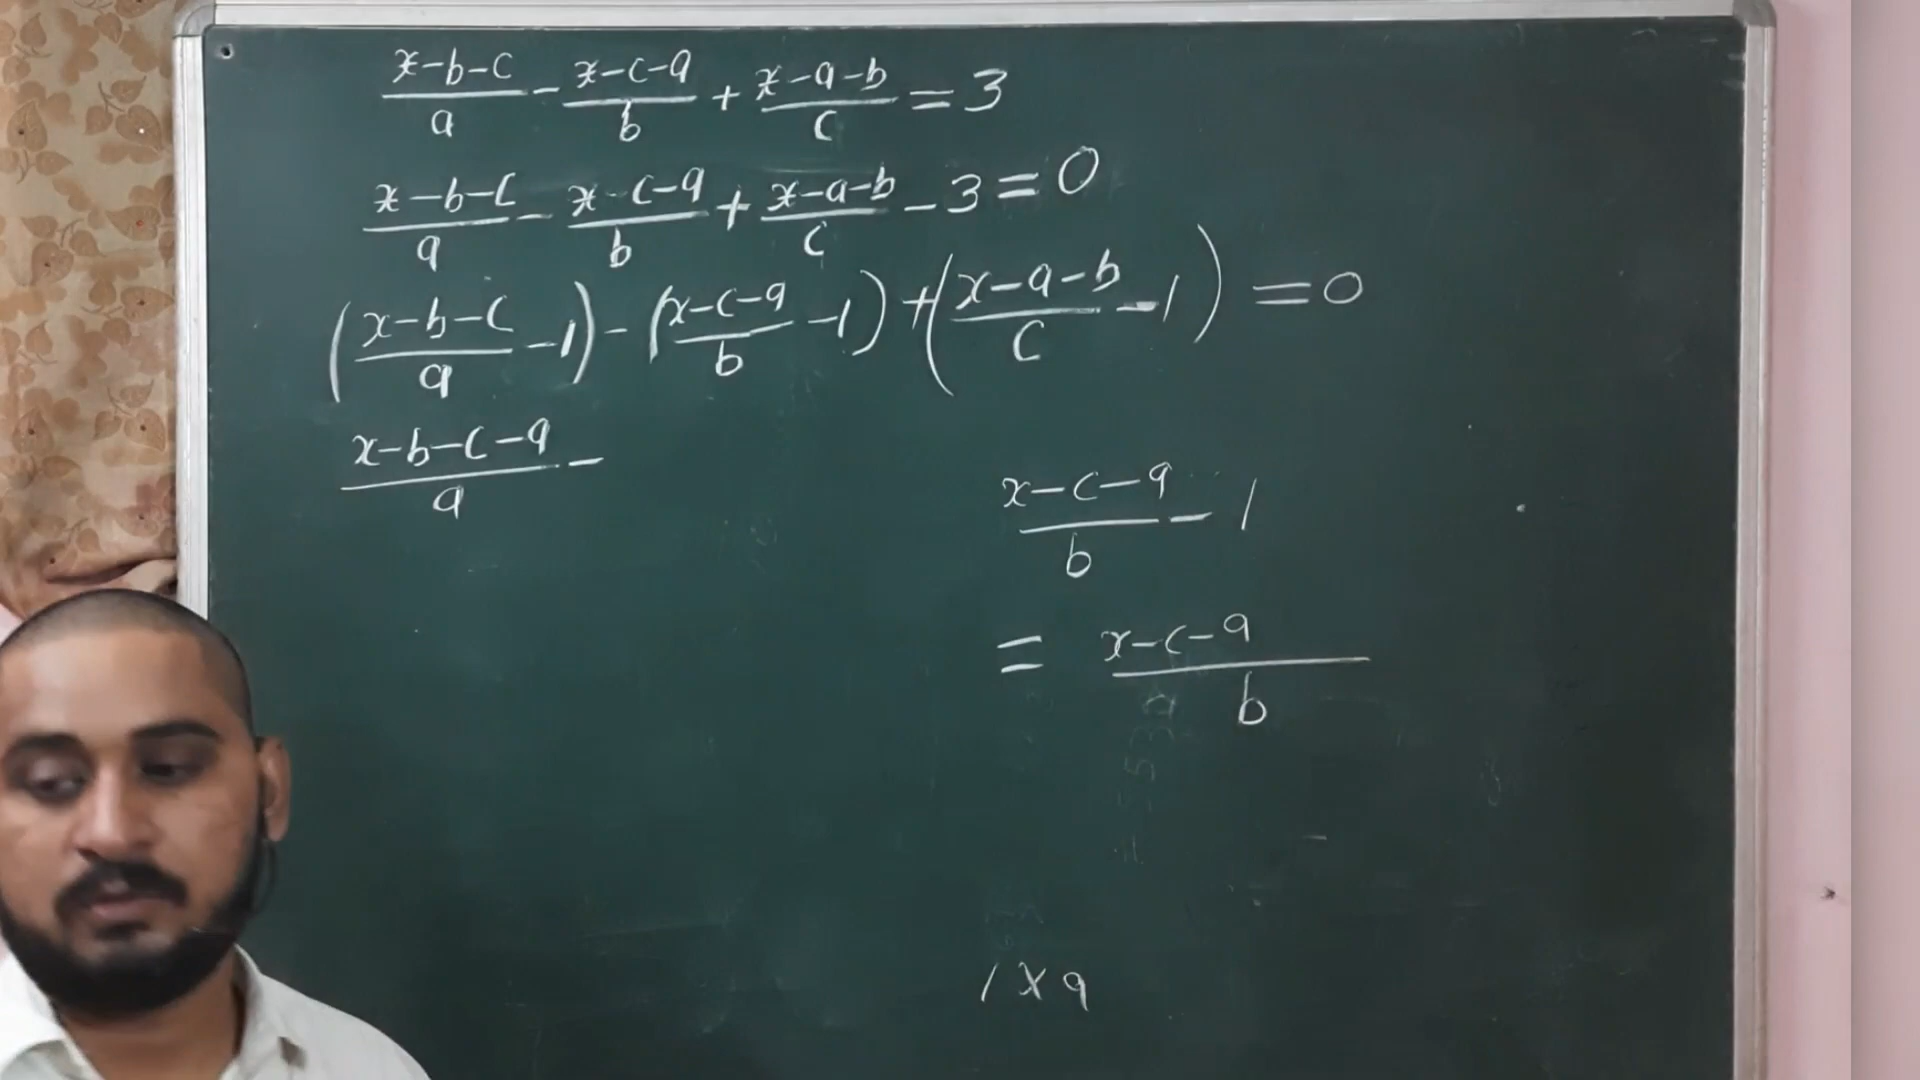 (x-b-c)/a - (x-c-a)/b + (x-a-b)/c = 3
(x-b-c)/a - (x-c-a)/b + (x-a-b)/c - 3 = 0
((x-b-c)/a - 1) - ((x-c-a)/b - 1) + ((x-a-b)/c - 1) = 0
(x-b-c-a)/a -
(x-c-a)/b - 1
= (x-c-a)/b
1 × a